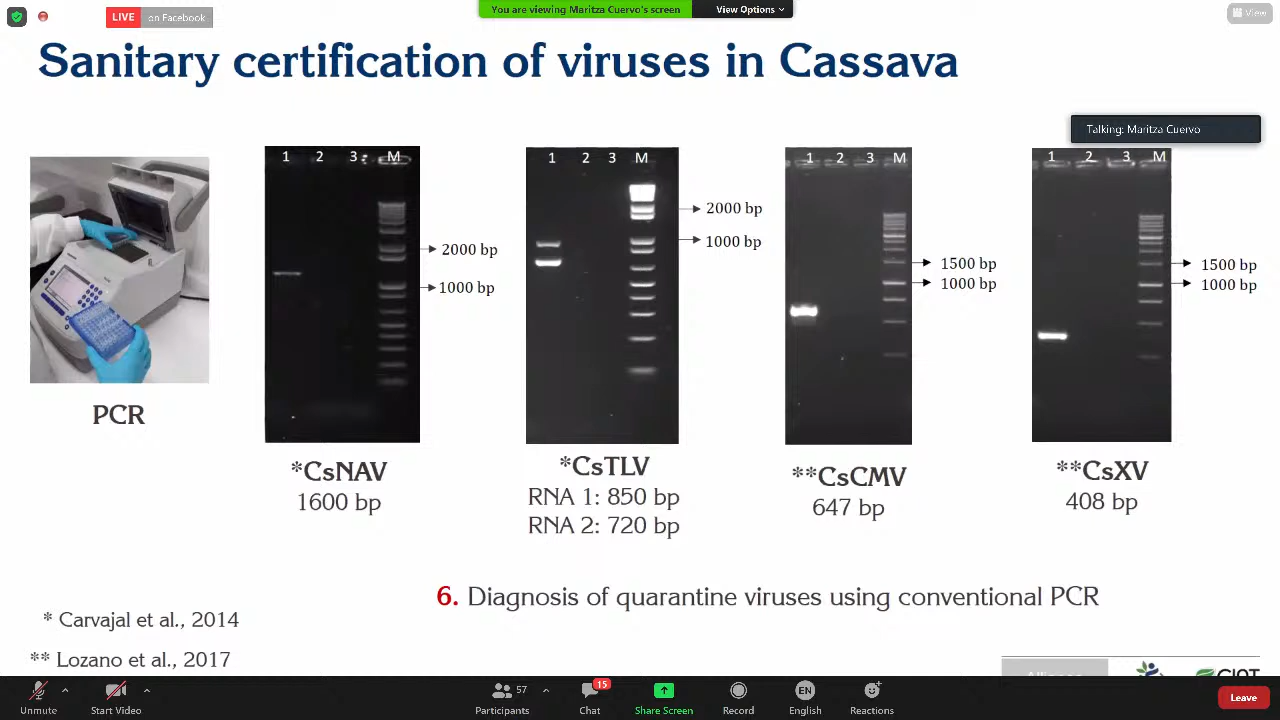 LIVE on Facebook
You are viewing Maritza Cuervo's screen
View Options
View
Sanitary certification of viruses in Cassava
Talking: Maritza Cuervo
1 2 3 M
2000 bp
1000 bp
1 2 3 M
2000 bp
1000 bp
1 2 3 M
1500 bp
1000 bp
1 2 3 M
1500 bp
1000 bp
PCR
*CsNAV
1600 bp
*CsTLV
RNA 1: 850 bp
RNA 2: 720 bp
**CsCMV
647 bp
**CsXV
408 bp
6. Diagnosis of quarantine viruses using conventional PCR
* Carvajal et al., 2014
** Lozano et al., 2017
Unmute
Start Video
57
Participants
15
Chat
Share Screen
Record
EN
English
Reactions
Leave